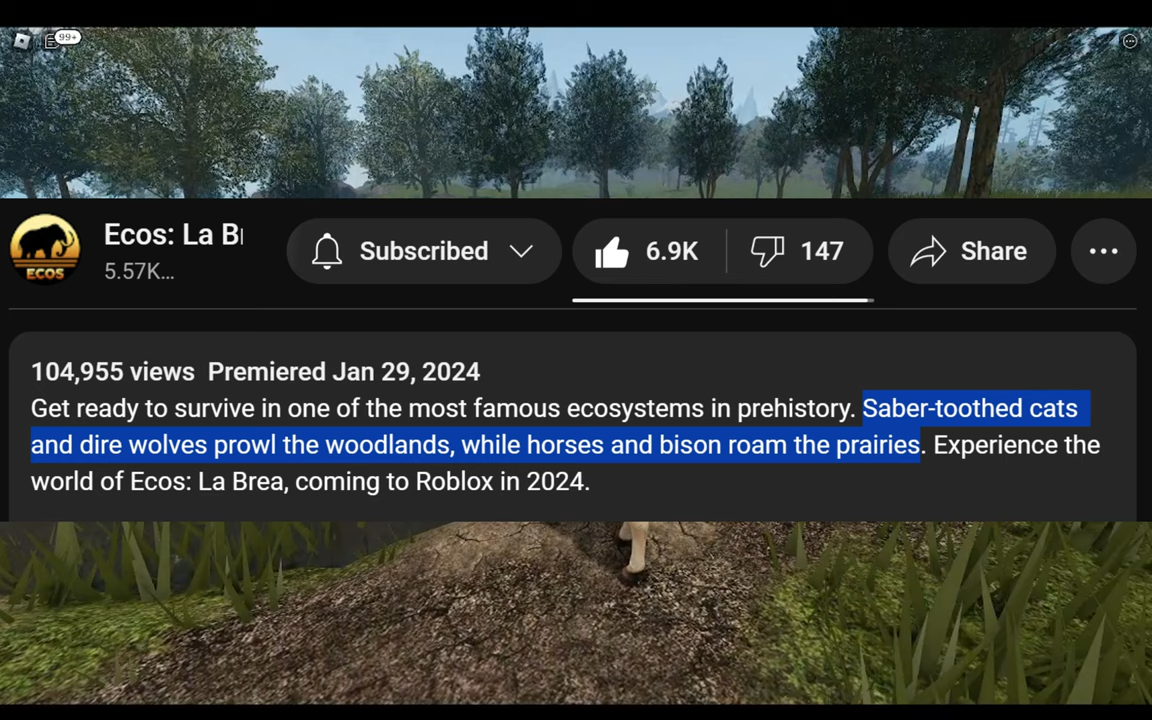 99+
Ecos: La B
5.57K...
Subscribed
6.9K
147
Share
ECOS
104,955 views Premiered Jan 29, 2024
Get ready to survive in one of the most famous ecosystems in prehistory. Saber-toothed cats
and dire wolves prowl the woodlands, while horses and bison roam the prairies. Experience the
world of Ecos: La Brea, coming to Roblox in 2024.